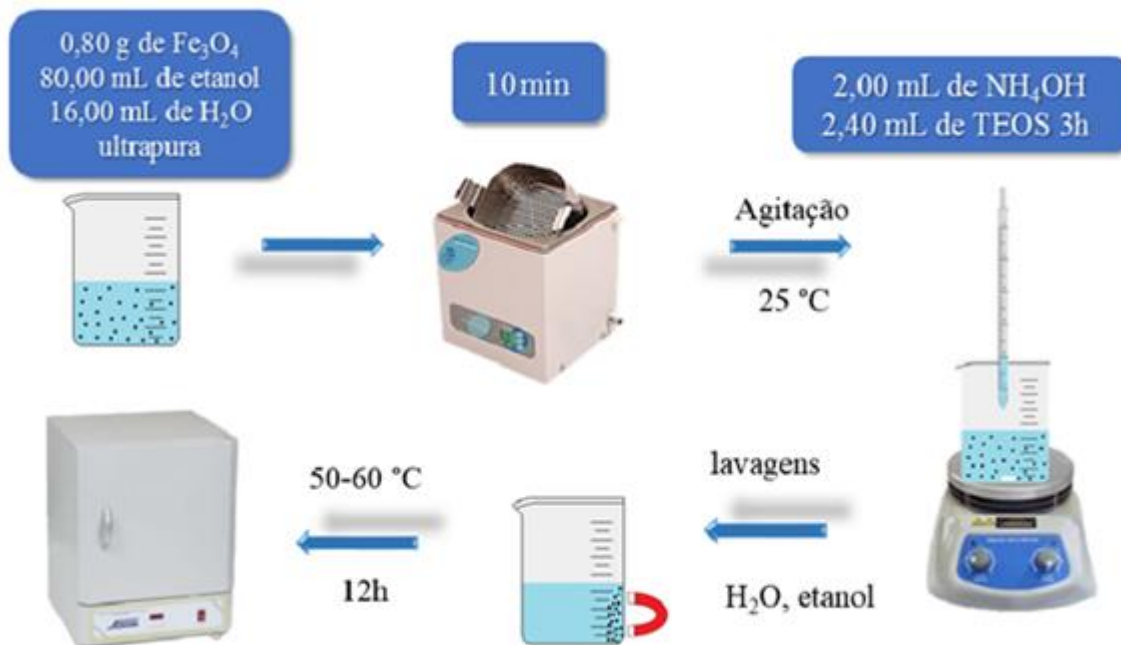 0,80 g de Fe₃O₄
80,00 mL de etanol
16,00 mL de H₂O
ultrapura
10 min
2,00 mL de NH₄OH
2,40 mL de TEOS 3h
Agitação
25 °C
lavagens
H₂O, etanol
50-60 °C
12h